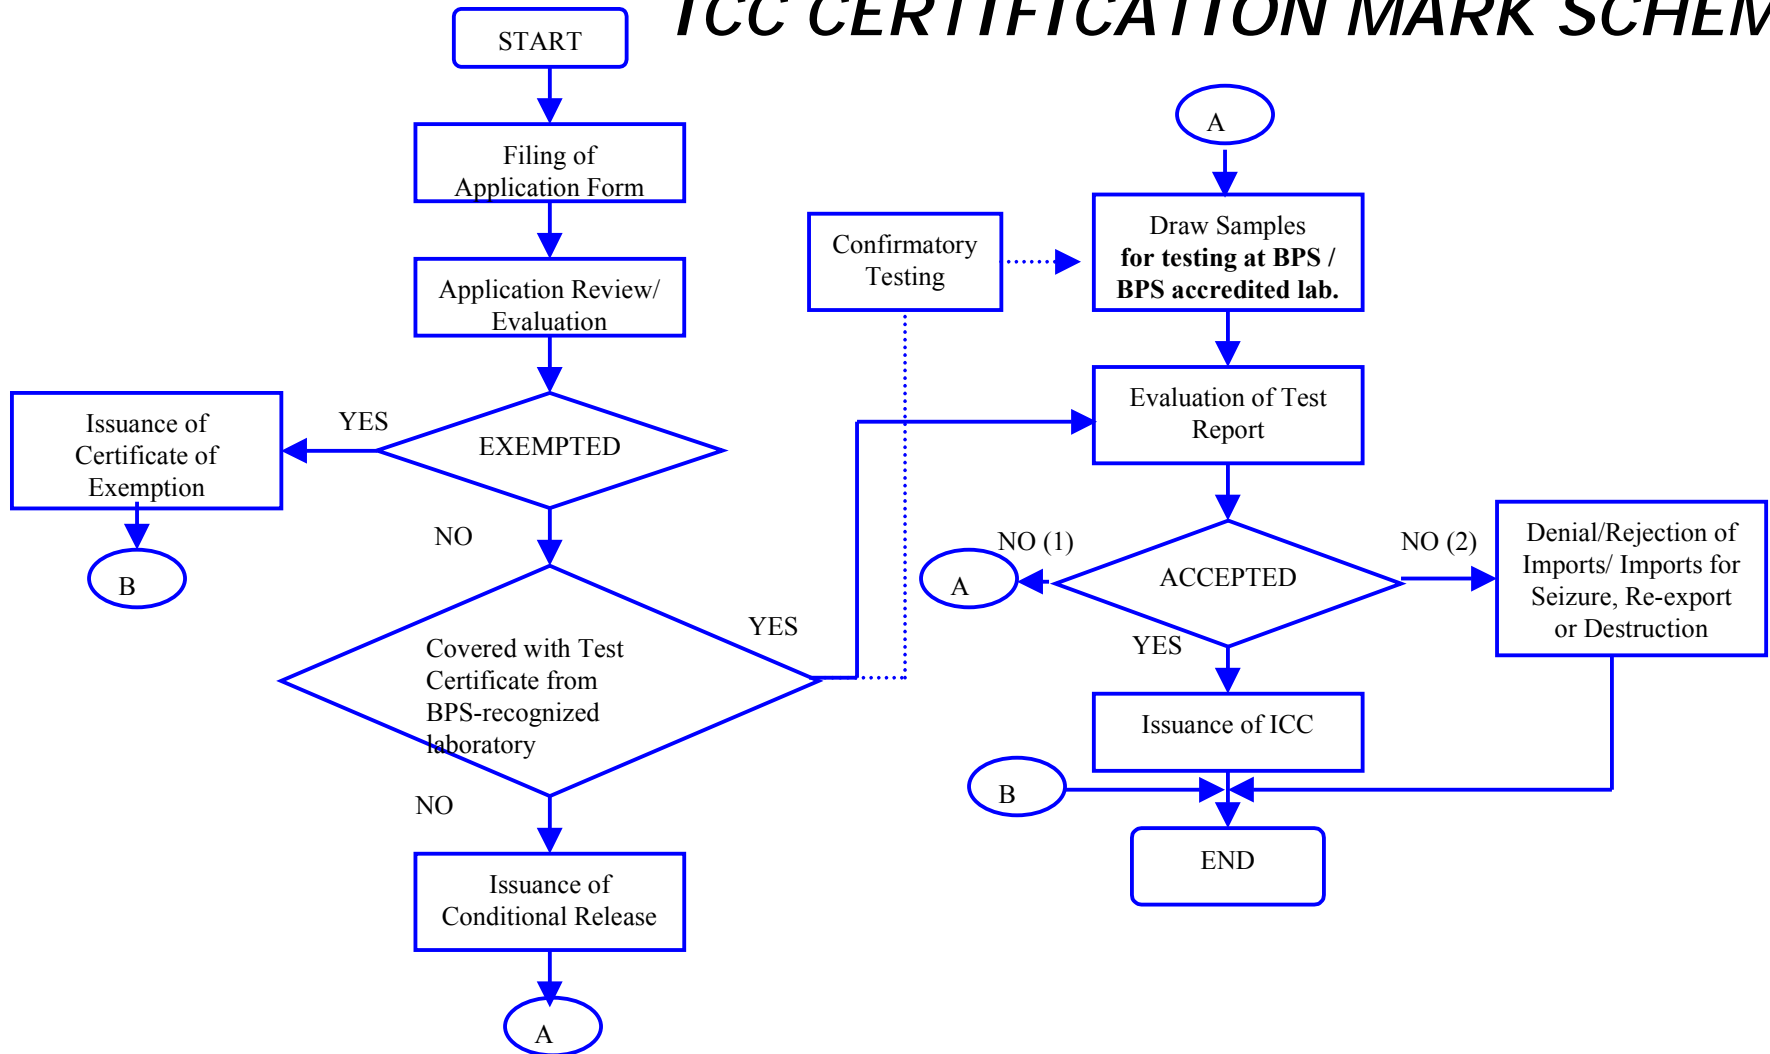 ICC CERTIFICATION MARK SCHEM
START
Filing of
Application Form
Application Review/
Evaluation
EXEMPTED
YES
Issuance of
Certificate of
Exemption
B
NO
Covered with Test
Certificate from
BPS-recognized
laboratory
YES
NO
Issuance of
Conditional Release
A
Confirmatory
Testing
A
Draw Samples
for testing at BPS /
BPS accredited lab.
Evaluation of Test
Report
ACCEPTED
NO (1)
A
NO (2)
Denial/Rejection of
Imports/ Imports for
Seizure, Re-export
or Destruction
YES
Issuance of ICC
B
END